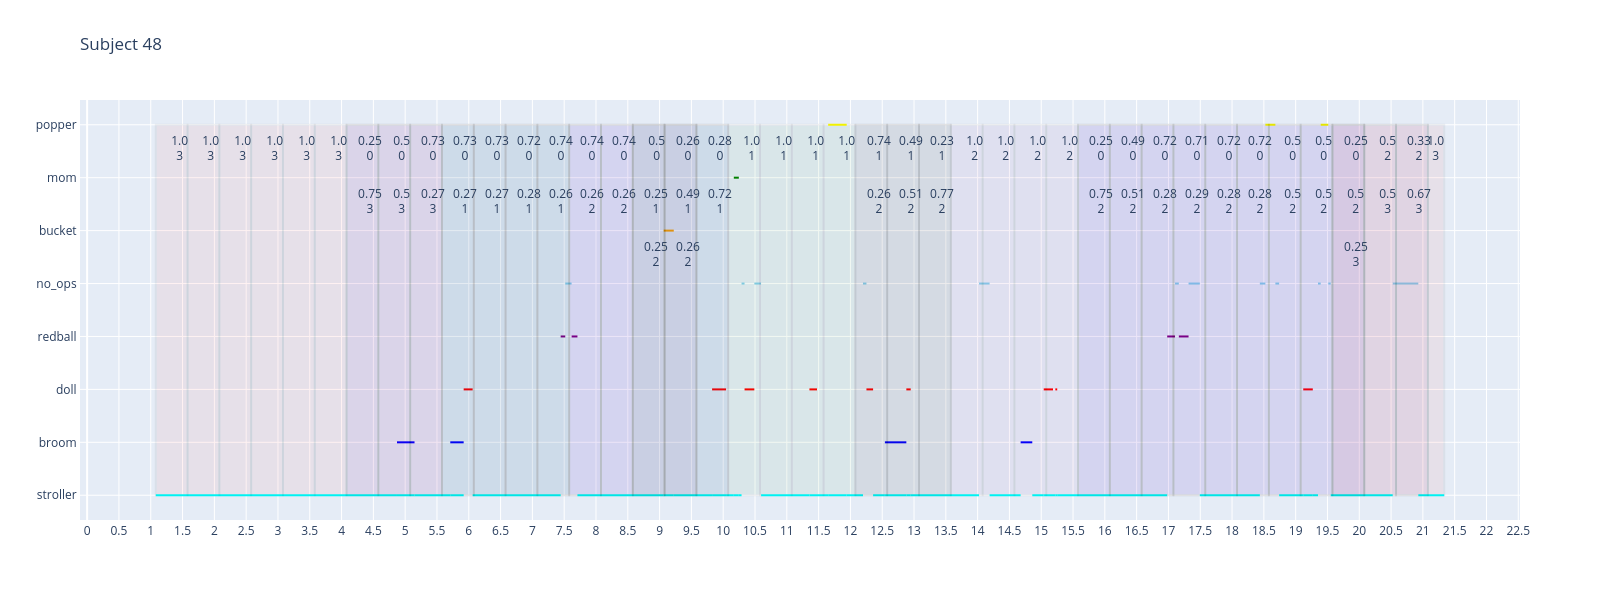 Subject 48
popper
1.0 1.0 1.0 1.0 1.0 1.0 0.25 0.5 0.73 0.73 0.73 0.72 0.74 0.74 0.74 0.5 0.26 0.28 1.0 1.0 1.0 1.0 0.74 0.49 0.23 1.0 1.0 1.0 1.0 0.25 0.49 0.72 0.71 0.72 0.72 0.5 0.5 0.25 0.5 0.33 1.0
3 3 3 3 3 3 0 0 0 0 0 0 0 0 0 0 0 0 1 1 1 1 1 1 1 2 2 2 2 0 0 0 0 0 0 0 0 0 2 2 3
mom
0.75 0.5 0.27 0.27 0.27 0.28 0.26 0.26 0.26 0.25 0.49 0.72 0.26 0.51 0.77 0.75 0.51 0.28 0.29 0.28 0.28 0.5 0.5 0.5 0.5 0.67
3 3 3 1 1 1 1 2 2 1 1 1 2 2 2 2 2 2 2 2 2 2 2 2 3 3
bucket
0.25 0.26 0.25
2 2 3
no_ops
redball
doll
broom
stroller
0 0.5 1 1.5 2 2.5 3 3.5 4 4.5 5 5.5 6 6.5 7 7.5 8 8.5 9 9.5 10 10.5 11 11.5 12 12.5 13 13.5 14 14.5 15 15.5 16 16.5 17 17.5 18 18.5 19 19.5 20 20.5 21 21.5 22 22.5